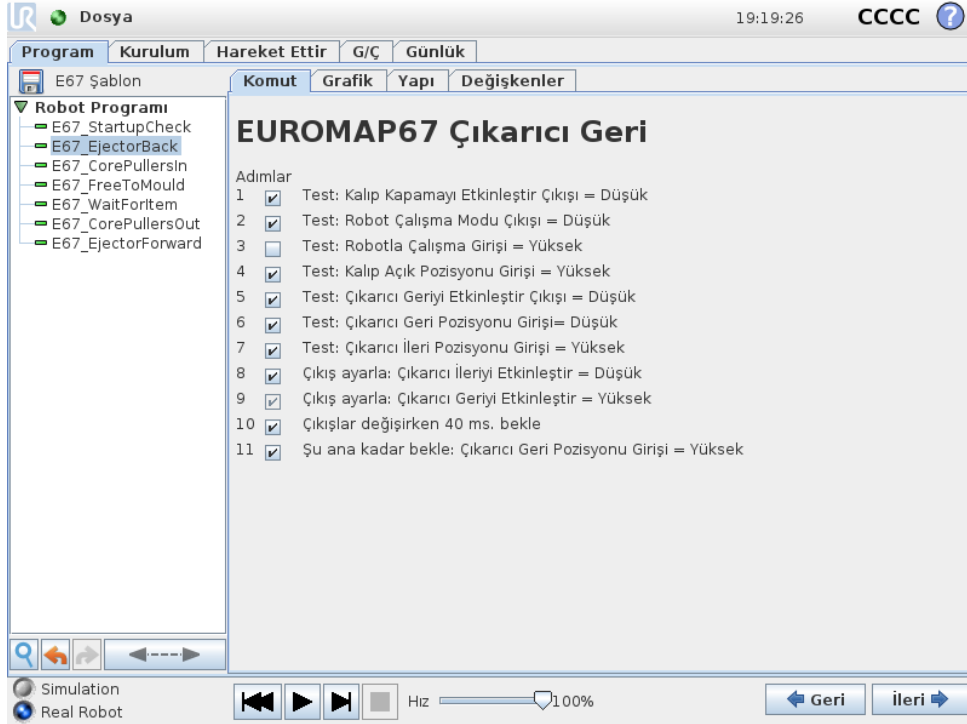 UR Dosya 19:19:26 CCCC ?
Program Kurulum Hareket Ettir G/Ç Günlük
E67 Şablon
Komut Grafik Yapı Değişkenler
Robot Programı
E67_StartupCheck
E67_EjectorBack
E67_CorePullersIn
E67_FreeToMould
E67_WaitForItem
E67_CorePullersOut
E67_EjectorForward
EUROMAP67 Çıkarıcı Geri
Adımlar
1 Test: Kalıp Kapamayı Etkinleştir Çıkışı = Düşük
2 Test: Robot Çalışma Modu Çıkışı = Düşük
3 Test: Robotla Çalışma Girişi = Yüksek
4 Test: Kalıp Açık Pozisyonu Girişi = Yüksek
5 Test: Çıkarıcı Geriyi Etkinleştir Çıkışı = Düşük
6 Test: Çıkarıcı Geri Pozisyonu Girişi= Düşük
7 Test: Çıkarıcı İleri Pozisyonu Girişi = Yüksek
8 Çıkış ayarla: Çıkarıcı İleriyi Etkinleştir = Düşük
9 Çıkış ayarla: Çıkarıcı Geriyi Etkinleştir = Yüksek
10 Çıkışlar değişirken 40 ms. bekle
11 Şu ana kadar bekle: Çıkarıcı Geri Pozisyonu Girişi = Yüksek
Simulation
Real Robot
Hız 100%
Geri İleri